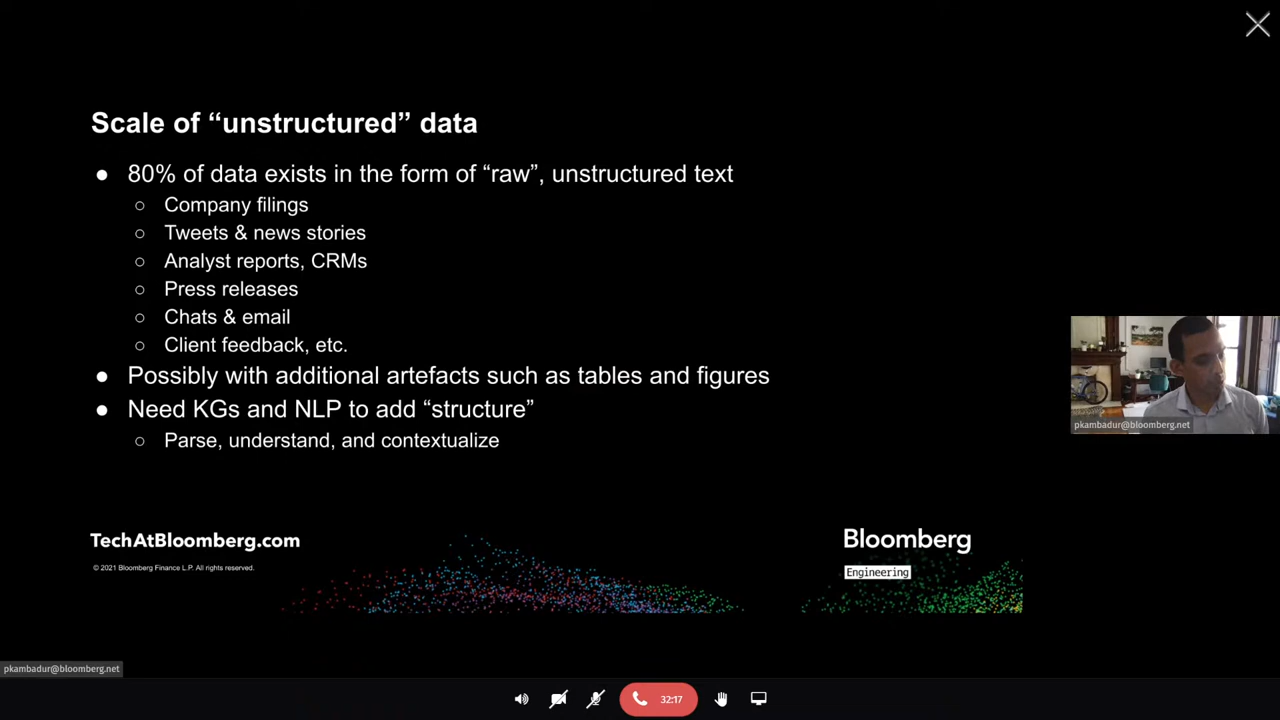 Scale of “unstructured” data
● 80% of data exists in the form of “raw”, unstructured text
○ Company filings
○ Tweets & news stories
○ Analyst reports, CRMs
○ Press releases
○ Chats & email
○ Client feedback, etc.
● Possibly with additional artefacts such as tables and figures
● Need KGs and NLP to add “structure”
○ Parse, understand, and contextualize
pkambadur@bloomberg.net
TechAtBloomberg.com
© 2021 Bloomberg Finance L.P. All rights reserved.
Bloomberg
Engineering
pkambadur@bloomberg.net
32:17